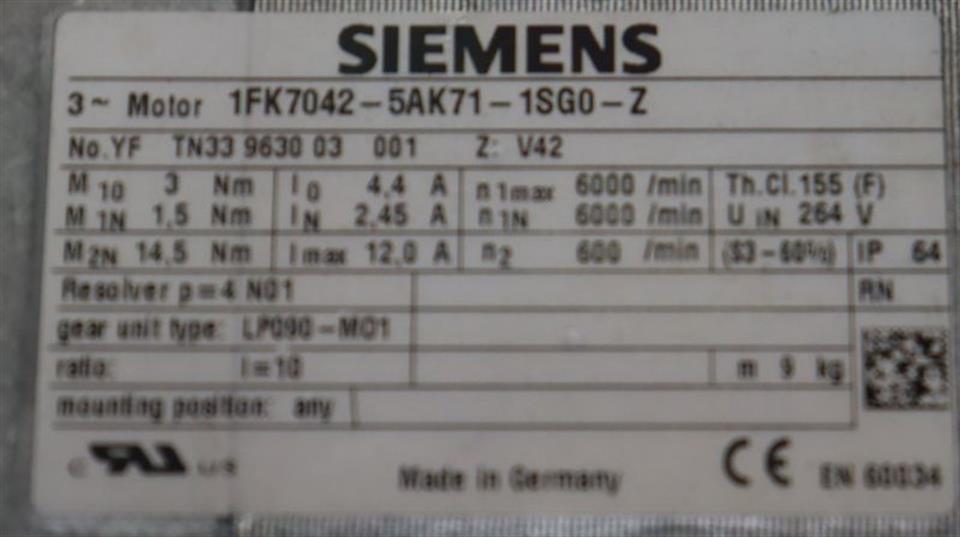 SIEMENS
3~ Motor 1FK7042-5AK71-1SG0-Z
No.YF TN33 9630 03 001 Z: V42
M10 3 Nm I0 4,4 A n1max 6000 /min Th.Cl.155 (F)
M1N 1,5 Nm IN 2,45 A n1N 6000 /min UIN 264 V
M2N 14,5 Nm Imax 12,0 A n2 600 /min (S3-60%) IP 64
Resolver p=4 N01 RN
gear unit type: LP090-M01
ratio: i=10 m 9 kg
mounting position: any
c RU US
Made in Germany CE EN 60034